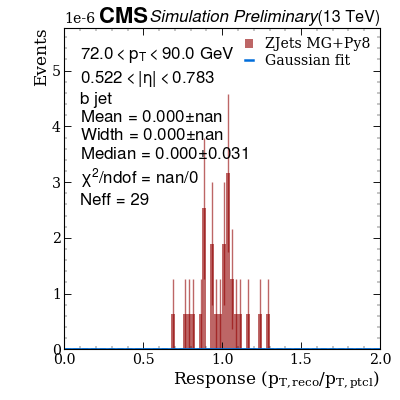 1e-6 CMS Simulation Preliminary (13 TeV)
Events
72.0 < p_T < 90.0 GeV
0.522 < |η| < 0.783
b jet
Mean = 0.000±nan
Width = 0.000±nan
Median = 0.000±0.031
χ²/ndof = nan/0
Neff = 29
ZJets MG+Py8
Gaussian fit
5
4
3
2
1
0
0.0 0.5 1.0 1.5 2.0
Response (p_T,reco/p_T,ptcl)